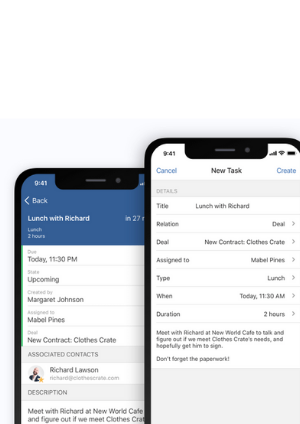 9:41
Back
Lunch with Richard
in 27
Lunch
2 hours
Due
Today, 11:30 PM
State
Upcoming
Created by
Margaret Johnson
Assigned to
Mabel Pines
Deal
New Contract: Clothes Crate
ASSOCIATED CONTACTS
Richard Lawson
richard@clothescrate.com
DESCRIPTION
Meet with Richard at New World Cafe
and figure out if we meet Clothes
9:41
Cancel
New Task
Create
DETAILS
Title Lunch with Richard
Relation Deal
Deal New Contract: Clothes Crate
Assigned to Mabel Pines
Type Lunch
When Today, 11:30 AM
Duration 2 hours
Meet with Richard at New World Cafe to talk and
figure out if we meet Clothes Crate's needs, and
hopefully get him to sign.
Don't forget the paperwork!